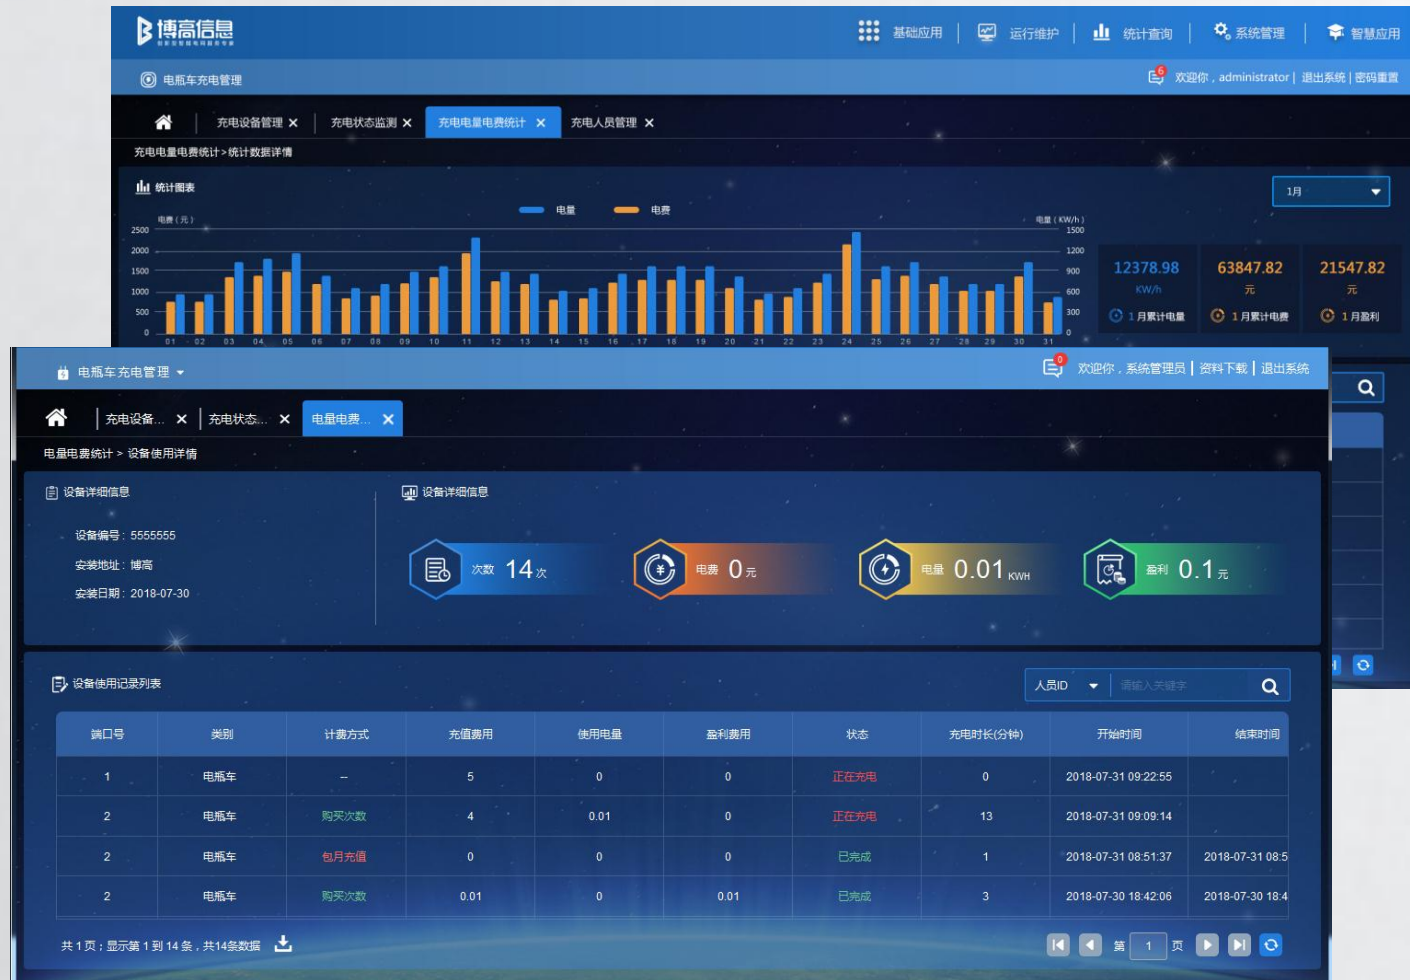 博高信息
基础应用 | 运行维护 | 统计查询 | 系统管理 | 智慧应用
电瓶车充电管理
6 欢迎你，administrator | 退出系统 | 密码重置
充电设备管理 × | 充电状态监测 × 充电电量电费统计 × 充电人员管理 ×
充电电量电费统计>统计数据详情
统计图表
1月
电量 电费
电费（元） 电量（KW/h）
2500 1500
2000 1200
1500 900
1000 600
500 300
0 0
01 02 03 04 05 06 07 08 09 10 11 12 13 14 15 16 17 18 19 20 21 22 23 24 25 26 27 28 29 30 31
12378.98 63847.82 21547.82
KW/h 元 元
1月累计电量 1月累计电费 1月盈利
电瓶车充电管理
0 欢迎你，系统管理员 | 资料下载 | 退出系统
充电设备... × 充电状态... × 电量电费... ×
电量电费统计 > 设备使用详情
设备详细信息 设备详细信息
设备编号：5555555
安装地址：博高
安装日期：2018-07-30
次数 14 次 电费 0 元 电量 0.01 KWH 盈利 0.1 元
设备使用记录列表
人员ID 请输入关键字
端口号 类别 计费方式 充值费用 使用电量 盈利费用 状态 充电时长(分钟) 开始时间 结束时间
1 电瓶车 -- 5 0 0 正在充电 0 2018-07-31 09:22:55
2 电瓶车 购买次数 4 0.01 0 正在充电 13 2018-07-31 09:09:14
2 电瓶车 包月充值 0 0 0 已完成 1 2018-07-31 08:51:37 2018-07-31 08:5
2 电瓶车 购买次数 0.01 0 0.01 已完成 3 2018-07-30 18:42:06 2018-07-30 18:4
共 1 页；显示第 1 到 14 条，共14条数据
第 1 页